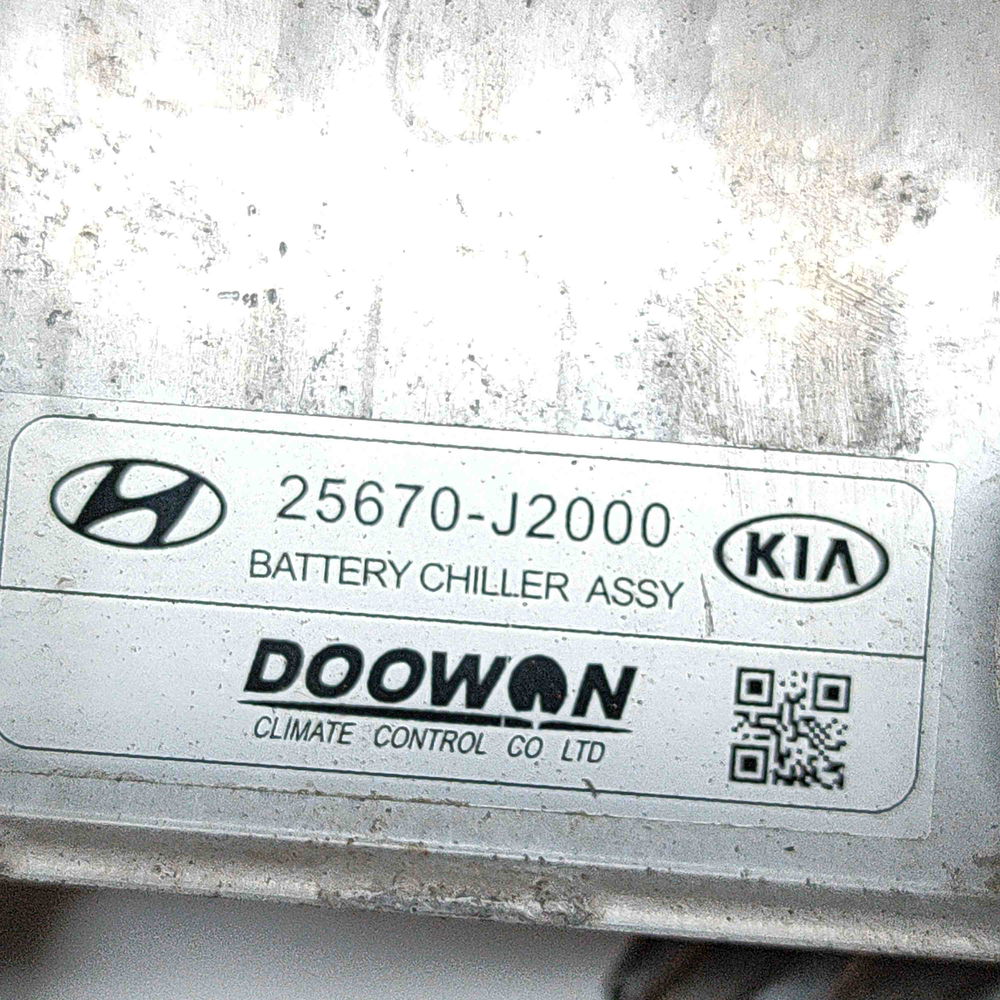 25670-J2000
KIA
BATTERY CHILLER ASSY
DOOWON
CLIMATE CONTROL CO LTD